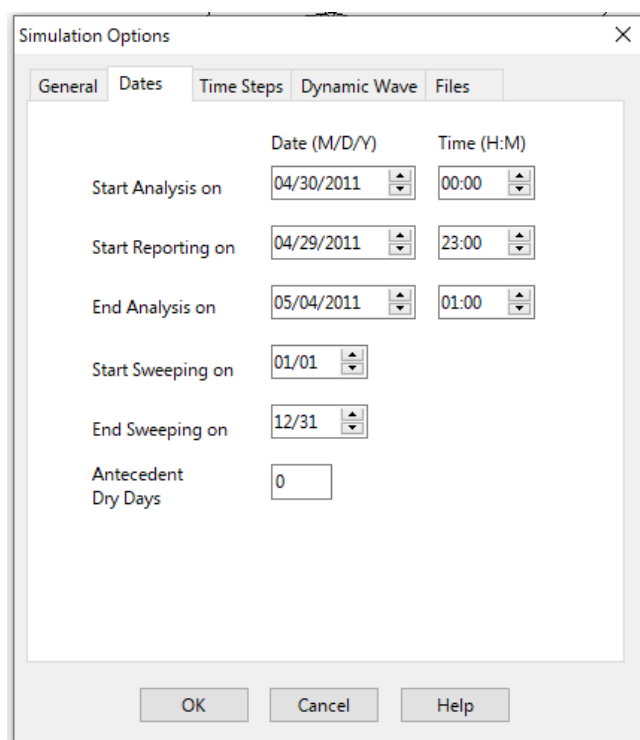 Simulation Options
General Dates Time Steps Dynamic Wave Files
Date (M/D/Y) Time (H:M)
Start Analysis on 04/30/2011 00:00
Start Reporting on 04/29/2011 23:00
End Analysis on 05/04/2011 01:00
Start Sweeping on 01/01
End Sweeping on 12/31
Antecedent
Dry Days 0
OK Cancel Help